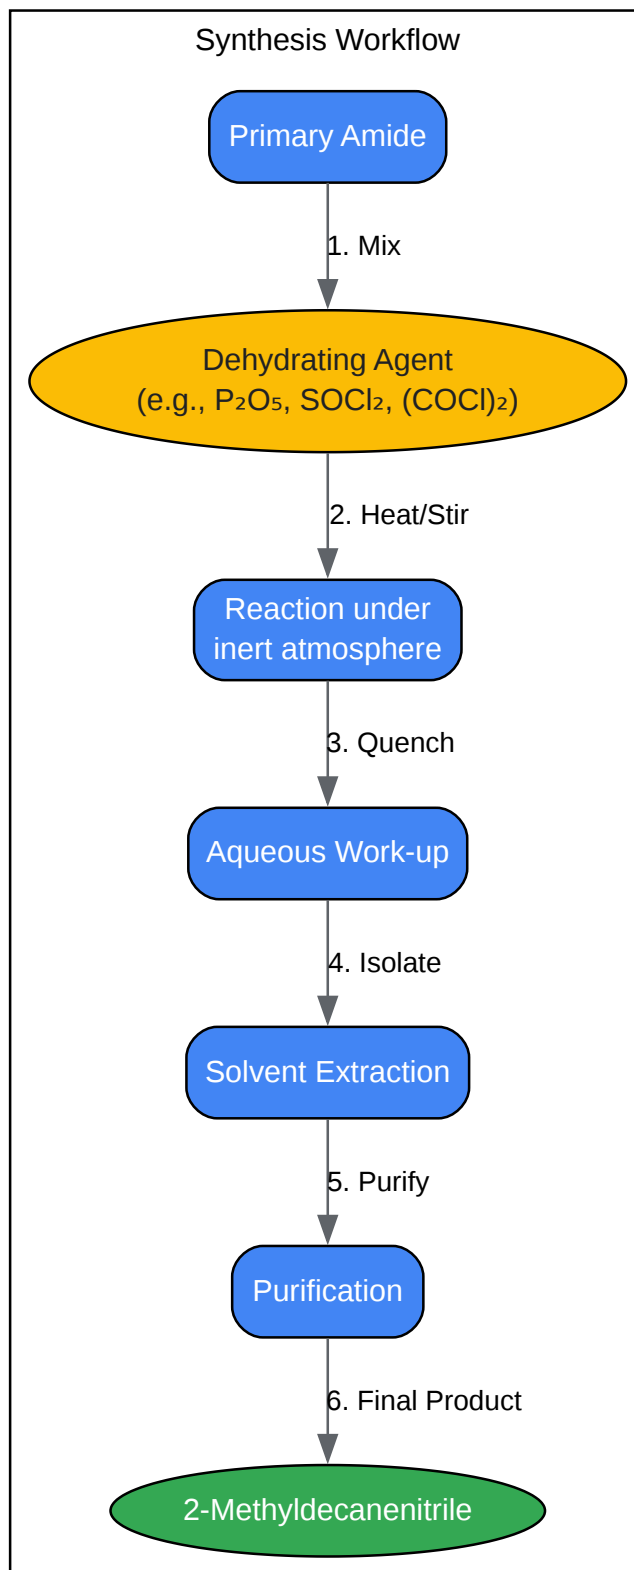 Synthesis Workflow
Primary Amide
1. Mix
Dehydrating Agent
(e.g., P₂O₅, SOCl₂, (COCl)₂)
2. Heat/Stir
Reaction under
inert atmosphere
3. Quench
Aqueous Work-up
4. Isolate
Solvent Extraction
5. Purify
Purification
6. Final Product
2-Methyldecanenitrile